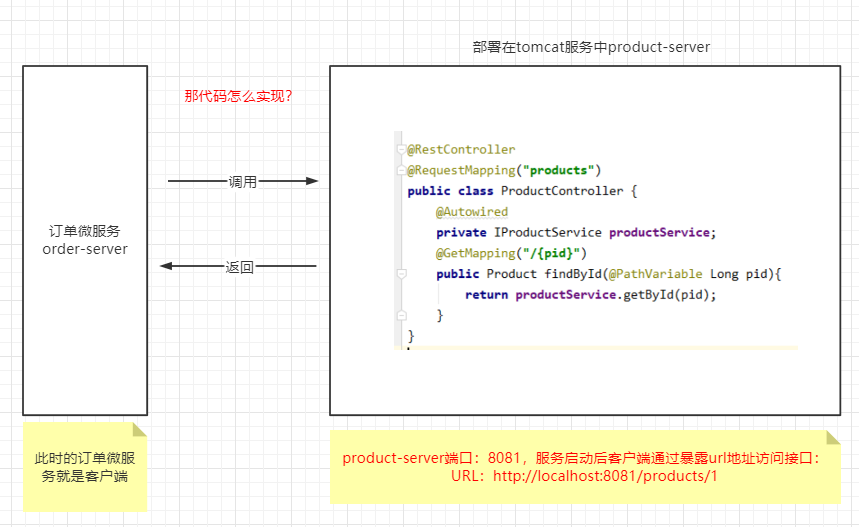 部署在tomcat服务中product-server
那代码怎么实现?
@RestController
@RequestMapping("products")
public class ProductController {
@Autowired
private IProductService productService;
@GetMapping("/{pid}")
public Product findById(@PathVariable Long pid){
return productService.getById(pid);
}
}
调用
返回
订单微服务
order-server
此时的订单微服
务就是客户端
product-server端口：8081，服务启动后客户端通过暴露url地址访问接口：
URL：http://localhost:8081/products/1